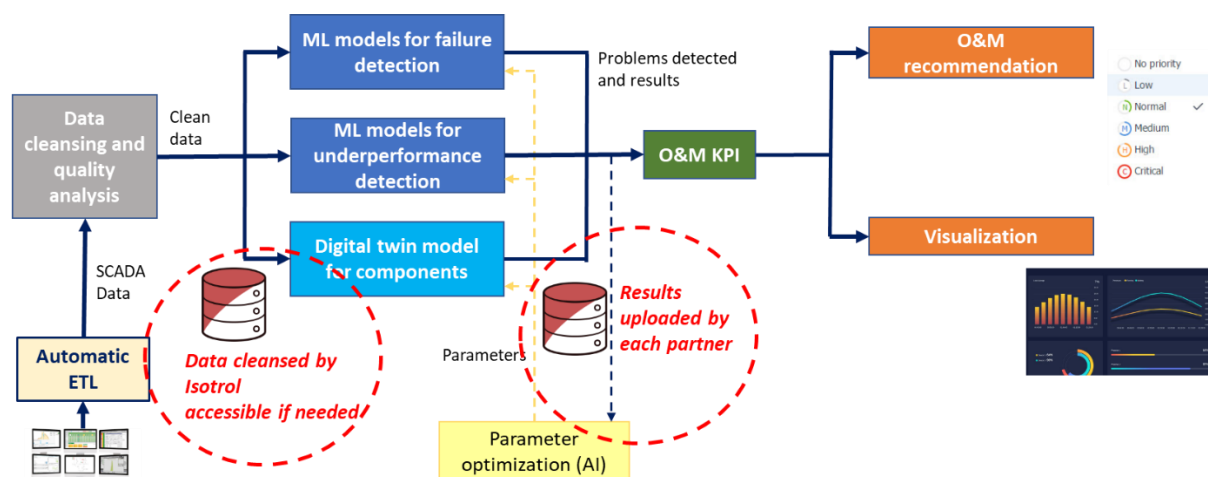 ML models for failure
detection
Problems detected
and results
O&M
recommendation
No priority
L Low
N Normal
M Medium
H High
C Critical
Data
cleansing and
quality
analysis
Clean
data
ML models for
underperformance
detection
O&M KPI
Digital twin model
for components
Visualization
SCADA
Data
Results
uploaded by
each partner
Data cleansed by
Isotrol
accessible if needed
Parameters
Automatic
ETL
Parameter
optimization (AI)